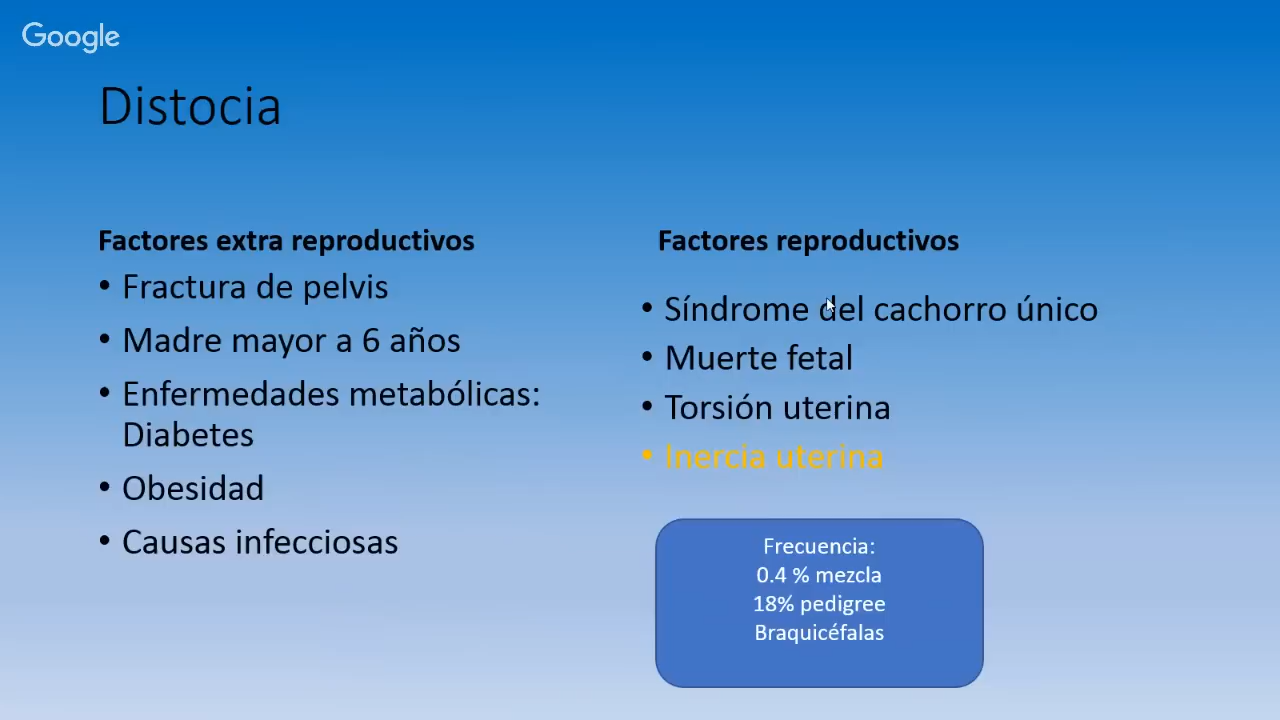 Google
Distocia
Factores extra reproductivos
• Fractura de pelvis
• Madre mayor a 6 años
• Enfermedades metabólicas:
Diabetes
• Obesidad
• Causas infecciosas
Factores reproductivos
• Síndrome del cachorro único
• Muerte fetal
• Torsión uterina
• Inercia uterina
Frecuencia:
0.4 % mezcla
18% pedigree
Braquicéfalas